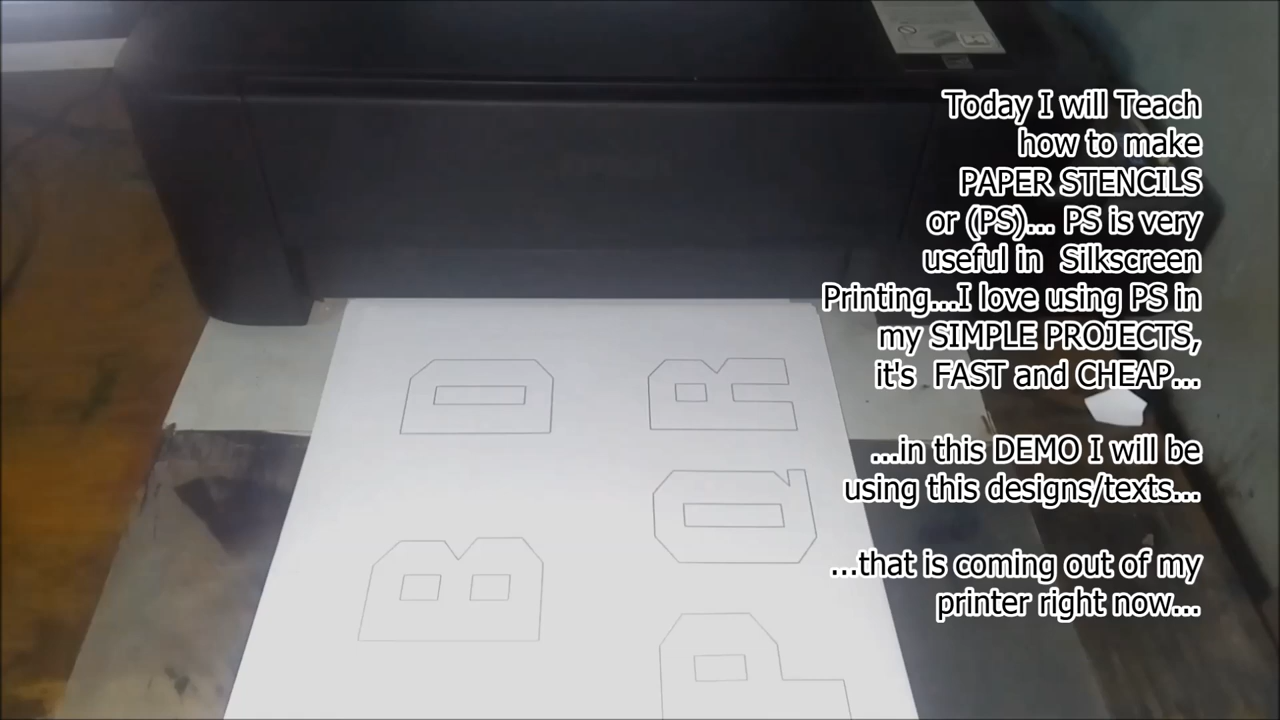 Today I will Teach
how to make
PAPER STENCILS
or (PS)... PS is very
useful in  Silkscreen
Printing...I love using PS in
my SIMPLE PROJECTS,
it's  FAST and CHEAP...
...in this DEMO I will be
using this designs/texts...
...that is coming out of my
printer right now...
D
B
R
Q
P